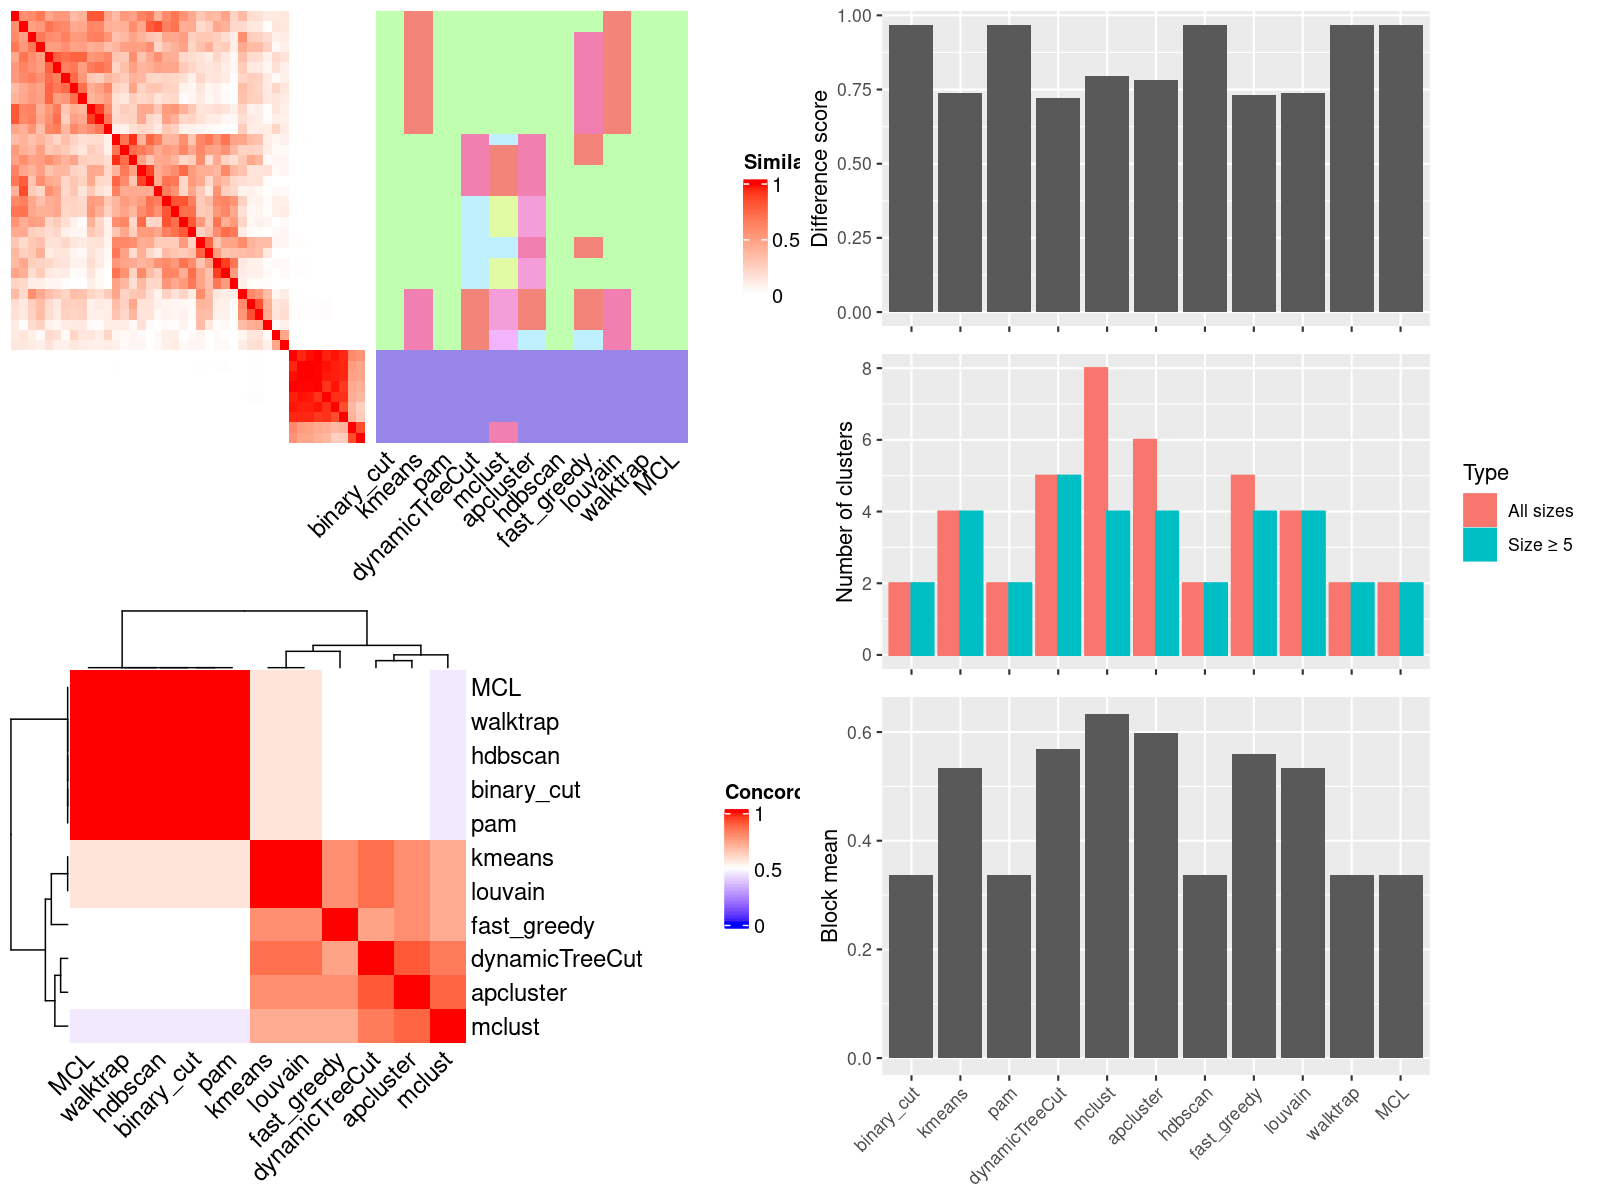 Simila
1
0.5
0
binary_cut
kmeans
pam
dynamicTreeCut
mclust
apcluster
hdbscan
fast_greedy
louvain
walktrap
MCL
MCL
walktrap
hdbscan
binary_cut
pam
kmeans
louvain
fast_greedy
dynamicTreeCut
apcluster
mclust
MCL
walktrap
hdbscan
binary_cut
pam
kmeans
louvain
fast_greedy
dynamicTreeCut
apcluster
mclust
Concord
1
0.5
0
Difference score
1.00
0.75
0.50
0.25
0.00
Number of clusters
8
6
4
2
0
Type
All sizes
Size ≥ 5
Block mean
0.6
0.4
0.2
0.0
binary_cut
kmeans
pam
dynamicTreeCut
mclust
apcluster
hdbscan
fast_greedy
louvain
walktrap
MCL